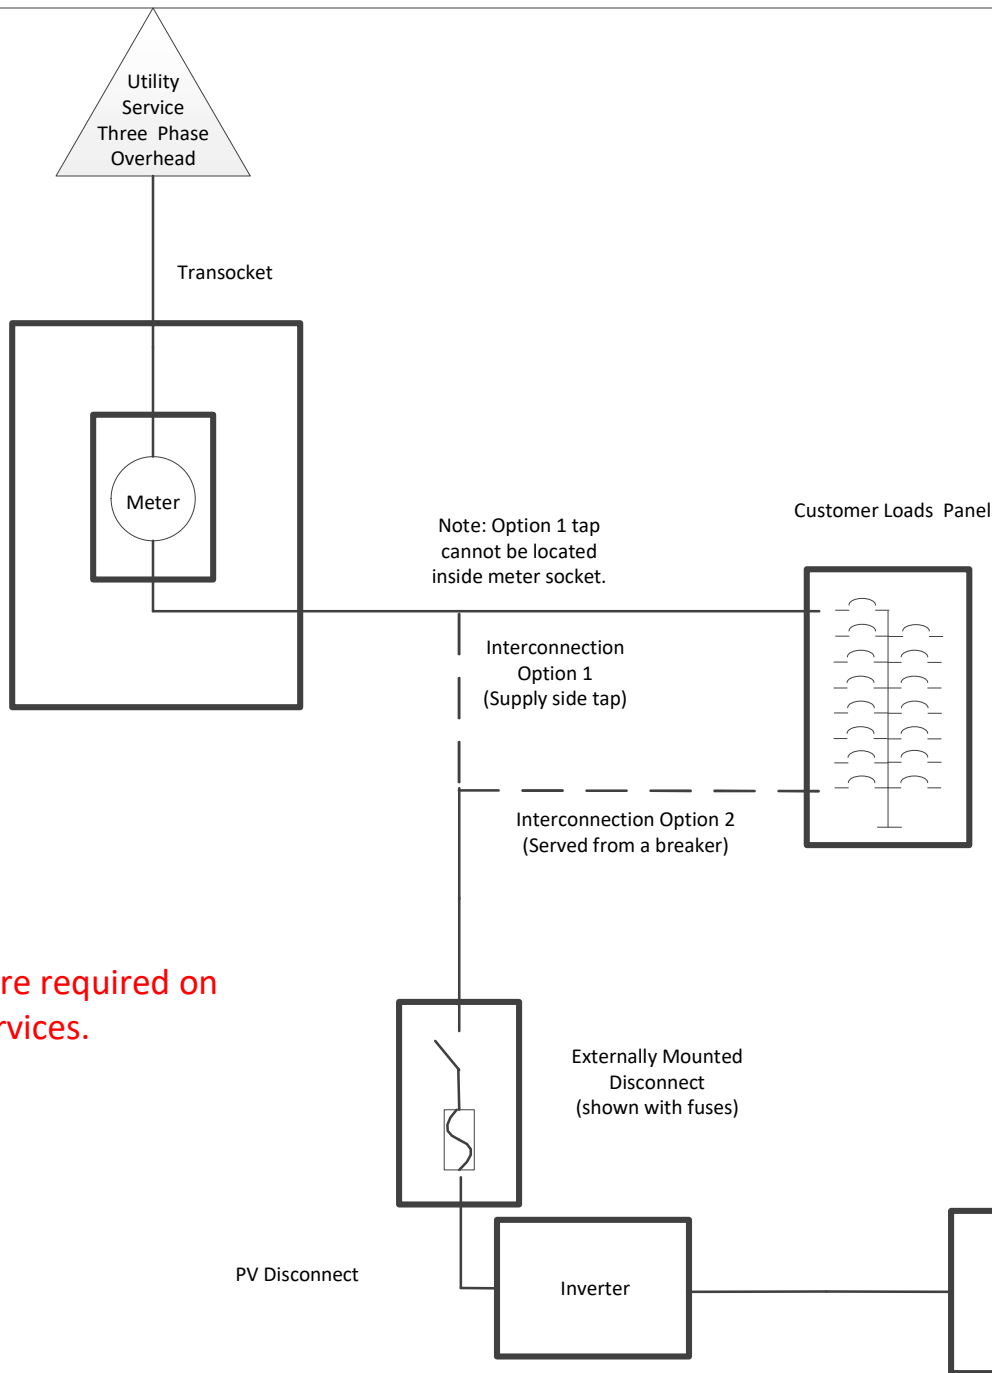 Utility
Service
Three Phase
Overhead
Transocket
Meter
Note: Option 1 tap
cannot be located
inside meter socket.
Customer Loads Panel
Interconnection
Option 1
(Supply side tap)
Interconnection Option 2
(Served from a breaker)
re required on
rvices.
Externally Mounted
Disconnect
(shown with fuses)
PV Disconnect
Inverter